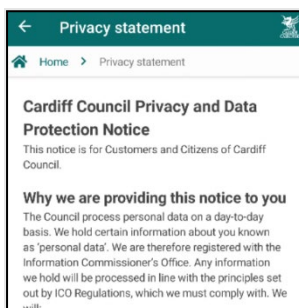 Privacy statement
Home > Privacy statement
Cardiff Council Privacy and Data
Protection Notice
This notice is for Customers and Citizens of Cardiff
Council.
Why we are providing this notice to you
The Council process personal data on a day-to-day
basis. We hold certain information about you known
as 'personal data'. We are therefore registered with the
Information Commissioner's Office. Any information
we hold will be processed in line with the principles set
out by ICO Regulations, which we must comply with. We